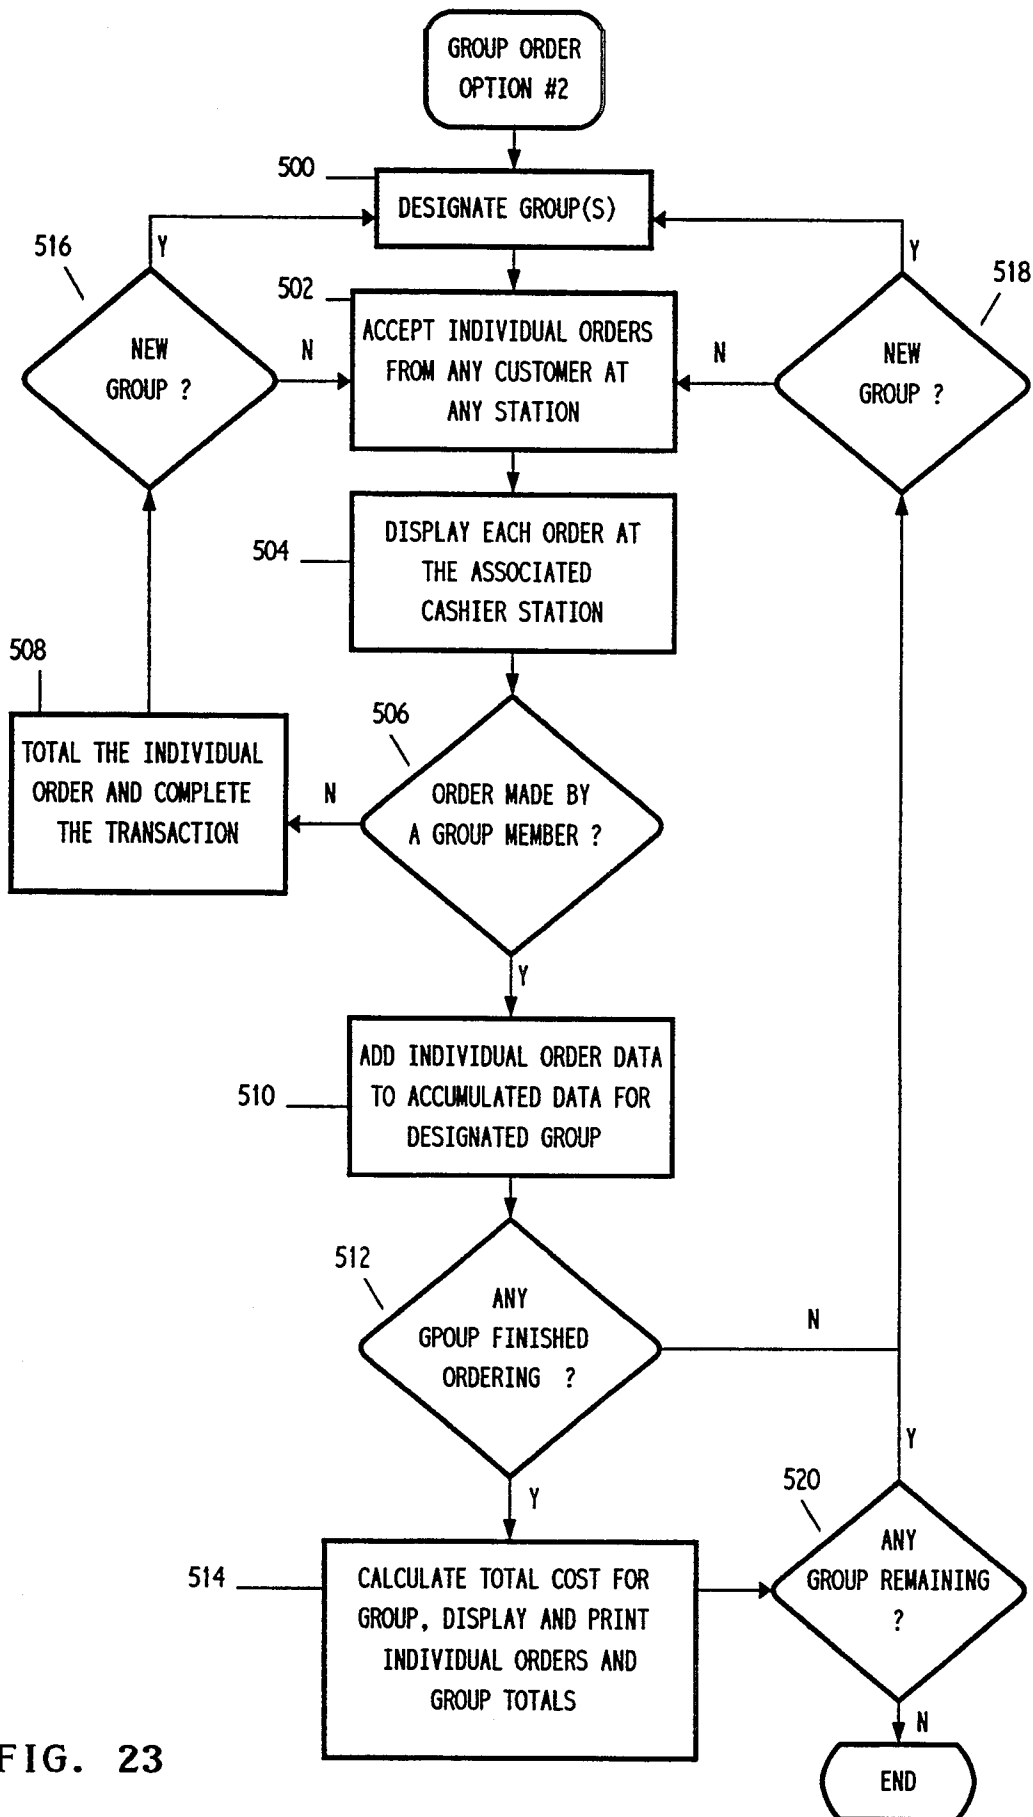 GROUP ORDER
OPTION #2
500
DESIGNATE GROUP(S)
516
Y
Y
518
502
NEW
GROUP ?
N
ACCEPT INDIVIDUAL ORDERS
FROM ANY CUSTOMER AT
ANY STATION
N
NEW
GROUP ?
504
DISPLAY EACH ORDER AT
THE ASSOCIATED
CASHIER STATION
508
TOTAL THE INDIVIDUAL
ORDER AND COMPLETE
THE TRANSACTION
N
506
ORDER MADE BY
A GROUP MEMBER ?
Y
510
ADD INDIVIDUAL ORDER DATA
TO ACCUMULATED DATA FOR
DESIGNATED GROUP
512
ANY
GPOUP FINISHED
ORDERING ?
N
Y
Y
520
514
CALCULATE TOTAL COST FOR
GROUP, DISPLAY AND PRINT
INDIVIDUAL ORDERS AND
GROUP TOTALS
ANY
GROUP REMAINING
?
N
END
FIG. 23